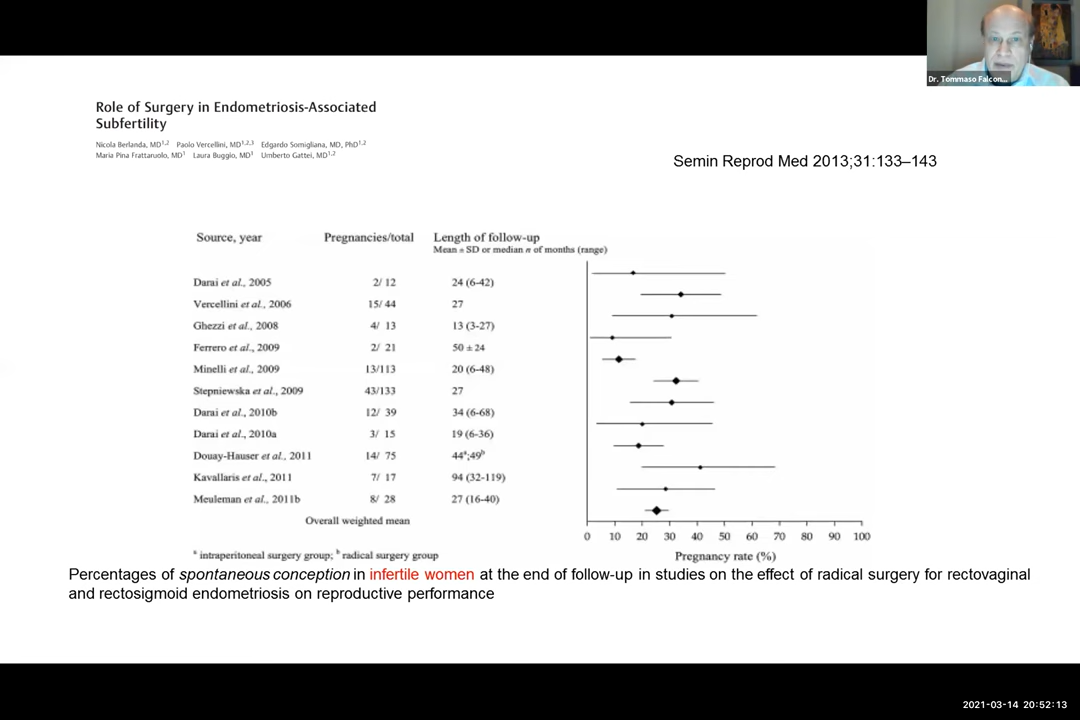 Dr. Tommaso Falcon...
Role of Surgery in Endometriosis-Associated
Subfertility
Nicola Berlanda, MD1,2 Paolo Vercellini, MD1,2,3 Edgardo Somigliana, MD, PhD1,2
Maria Pina Frattaruolo, MD1 Laura Buggio, MD1 Umberto Gattei, MD1,2
Semin Reprod Med 2013;31:133–143
Source, year Pregnancies/total Length of follow-up
Mean ± SD or median n of months (range)
Darai et al., 2005 2/ 12 24 (6-42)
Vercellini et al., 2006 15/ 44 27
Ghezzi et al., 2008 4/ 13 13 (3-27)
Ferrero et al., 2009 2/ 21 50 ± 24
Minelli et al., 2009 13/113 20 (6-48)
Stepniewska et al., 2009 43/133 27
Darai et al., 2010b 12/ 39 34 (6-68)
Darai et al., 2010a 3/ 15 19 (6-36)
Douay-Hauser et al., 2011 14/ 75 44a;49b
Kavallaris et al., 2011 7/ 17 94 (32-119)
Meuleman et al., 2011b 8/ 28 27 (16-40)
Overall weighted mean
0 10 20 30 40 50 60 70 80 90 100
Pregnancy rate (%)
a intraperitoneal surgery group; b radical surgery group
Percentages of spontaneous conception in infertile women at the end of follow-up in studies on the effect of radical surgery for rectovaginal
and rectosigmoid endometriosis on reproductive performance
2021-03-14 20:52:13